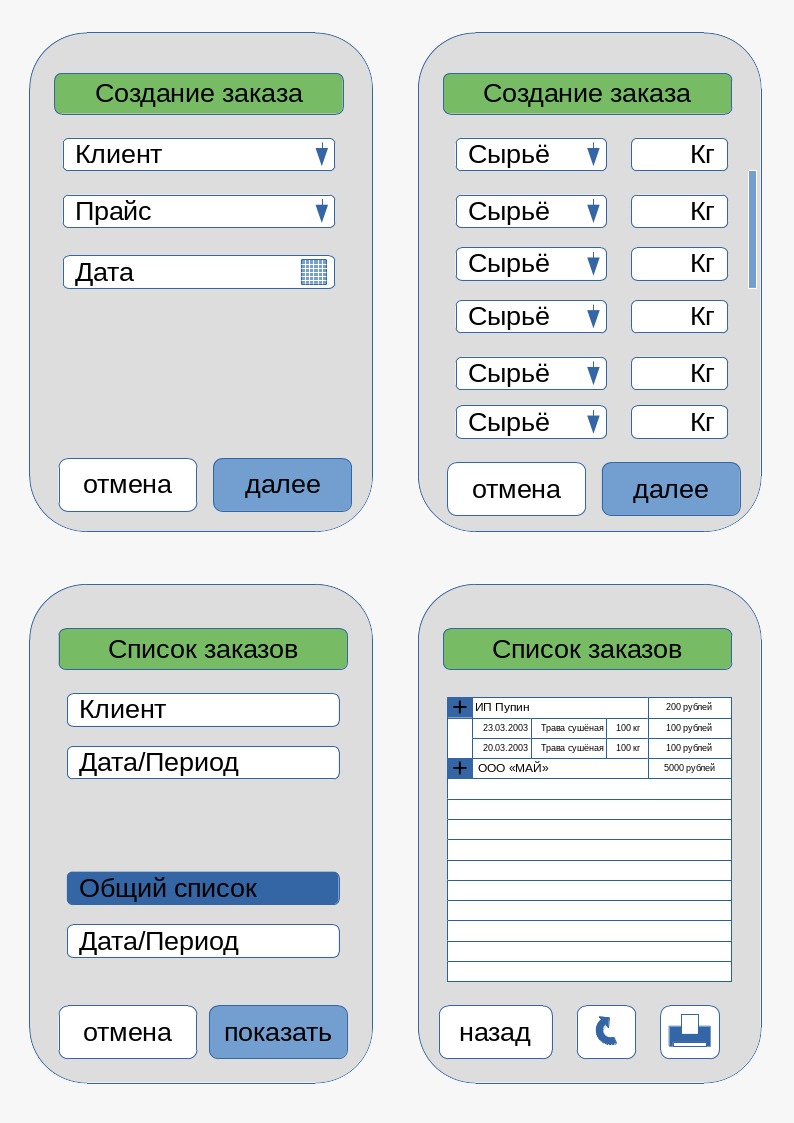 Создание заказа
Клиент
Прайс
Дата
отмена
далее
Создание заказа
Сырьё Кг
Сырьё Кг
Сырьё Кг
Сырьё Кг
Сырьё Кг
Сырьё Кг
отмена
далее
Список заказов
Клиент
Дата/Период
Общий список
Дата/Период
отмена
показать
Список заказов
+ ИП Пупин 200 рублей
23.03.2003 Трава сушёная 100 кг 100 рублей
20.03.2003 Трава сушёная 100 кг 100 рублей
+ ООО «МАЙ» 5000 рублей
назад